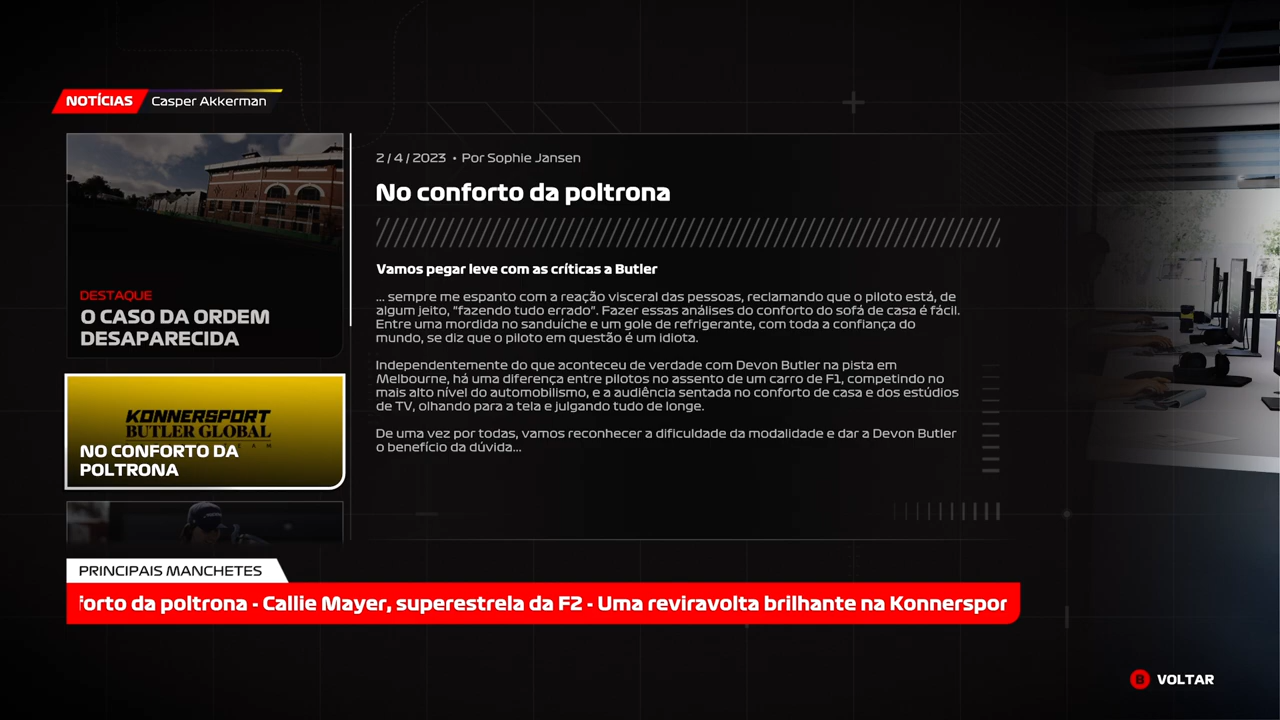 NOTÍCIAS Casper Akkerman
DESTAQUE
O CASO DA ORDEM
DESAPARECIDA
KONNERSPORT
BUTLER GLOBAL
NO CONFORTO DA
POLTRONA
2 / 4 / 2023 • Por Sophie Jansen
No conforto da poltrona
Vamos pegar leve com as críticas a Butler
... sempre me espanto com a reação visceral das pessoas, reclamando que o piloto está, de
algum jeito, "fazendo tudo errado". Fazer essas análises do conforto do sofá de casa é fácil.
Entre uma mordida no sanduíche e um gole de refrigerante, com toda a confiança do
mundo, se diz que o piloto em questão é um idiota.
Independentemente do que aconteceu de verdade com Devon Butler na pista em
Melbourne, há uma diferença entre pilotos no assento de um carro de F1, competindo no
mais alto nível do automobilismo, e a audiência sentada no conforto de casa e dos estúdios
de TV, olhando para a tela e julgando tudo de longe.
De uma vez por todas, vamos reconhecer a dificuldade da modalidade e dar a Devon Butler
o benefício da dúvida...
PRINCIPAIS MANCHETES
forto da poltrona - Callie Mayer, superestrela da F2 - Uma reviravolta brilhante na Konnerspor
B VOLTAR